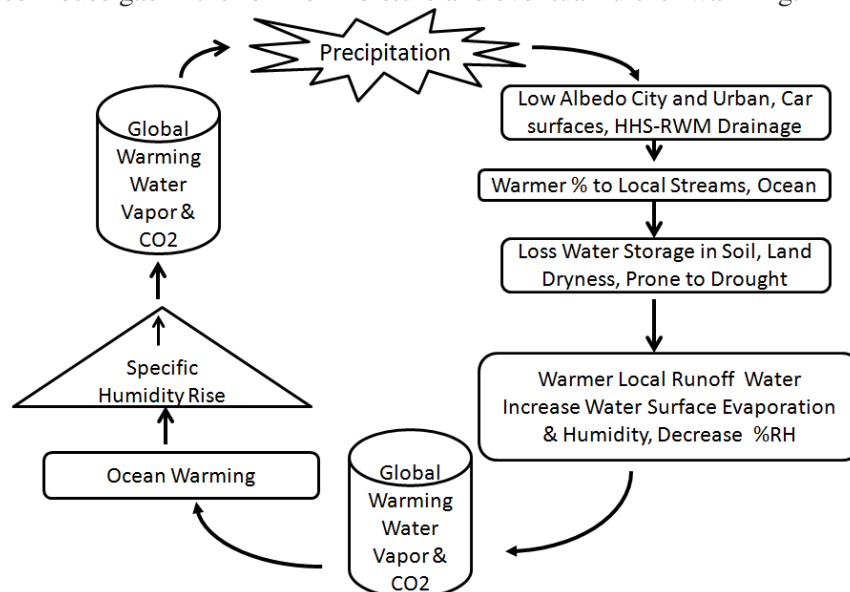 Precipitation
Low Albedo City and Urban, Car
surfaces, HHS-RWM Drainage
Warmer % to Local Streams, Ocean
Loss Water Storage in Soil, Land
Dryness, Prone to Drought
Warmer Local Runoff Water
Increase Water Surface Evaporation
& Humidity, Decrease %RH
Global
Warming
Water
Vapor &
CO2
Ocean Warming
Specific
Humidity Rise
Global
Warming
Water
Vapor &
CO2